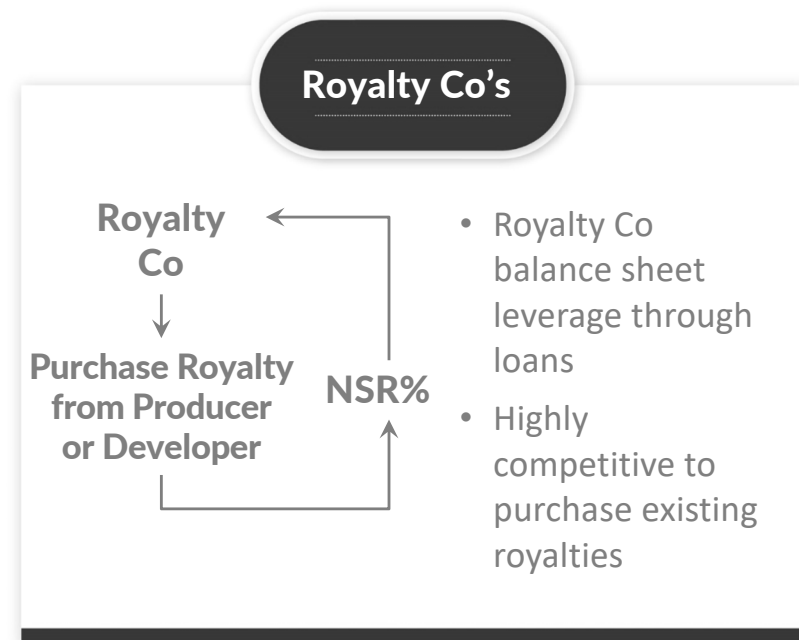 Royalty Co’s
Royalty
Co
Purchase Royalty
from Producer
or Developer
NSR%
• Royalty Co
balance sheet
leverage through
loans
• Highly
competitive to
purchase existing
royalties